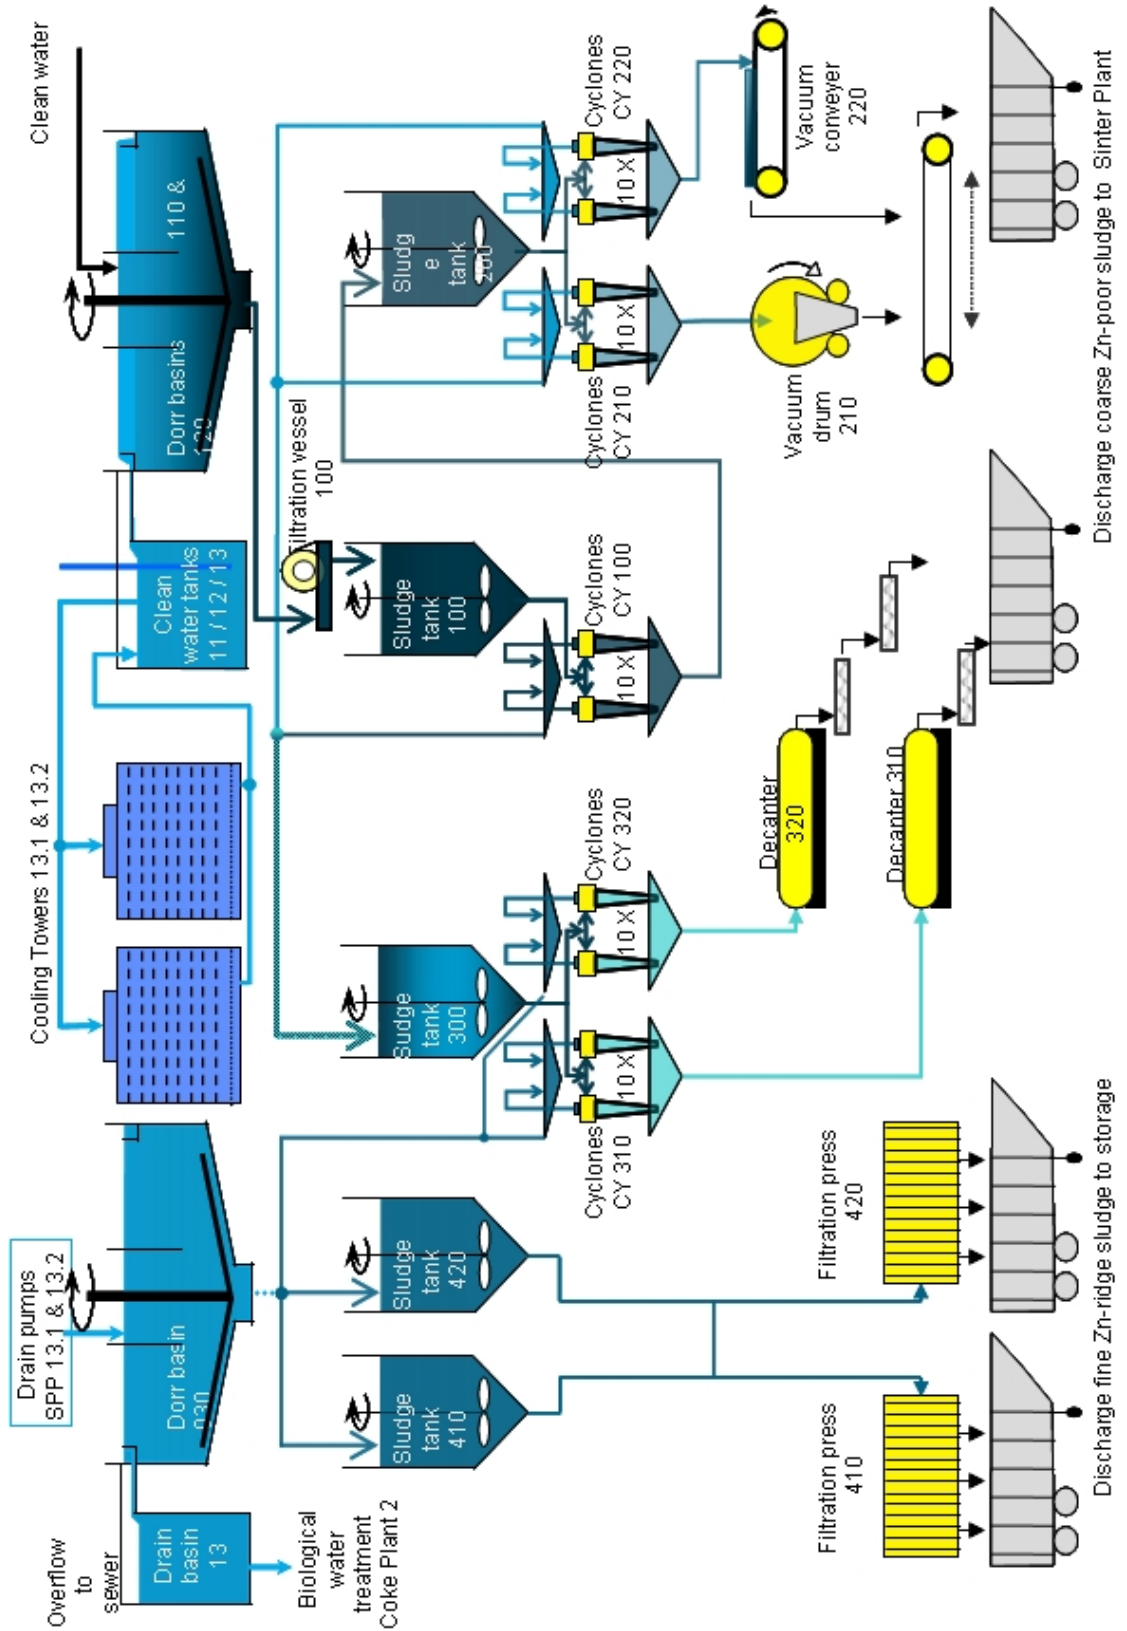 Overflow
to
sewer
Drain
basin
13
Biological
water
treatment
Coke Plant 2
Drain pumps
SPP 13.1 & 13.2
Dorr basin
030
Cooling Towers 13.1 & 13.2
Clean
water tanks
11 / 12 / 13
Dorr basins
110 &
120
Clean water
Sludge
tank
410
Sludge
tank
420
Sudge
tank
300
Sludge
tank
100
Filtration vessel
100
Sludg
e
tank
200
Cyclones
CY 310
10 X
10 X
Cyclones
CY 320
10 X
Cyclones
CY 100
Cyclones
CY 210
10 X
10 X
Cyclones
CY 220
Filtration press
410
Filtration press
420
Decanter
320
Decanter 310
Vacuum
drum
210
Vacuum
conveyer
220
Discharge fine Zn-ridge sludge to storage
Discharge coarse Zn-poor sludge to Sinter Plant